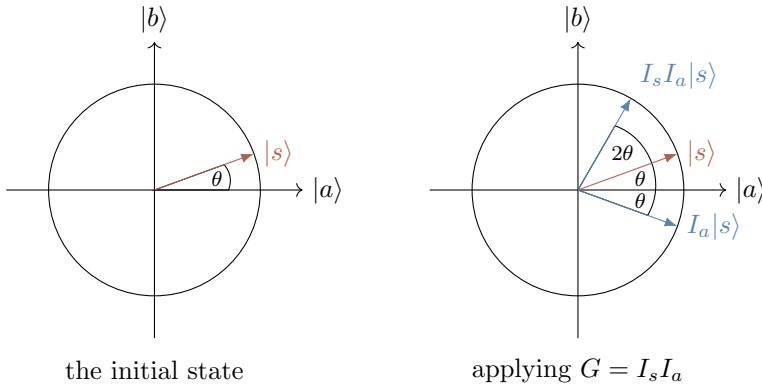 |b⟩
|s⟩
θ
|a⟩
the initial state
|b⟩
I_s I_a|s⟩
2θ
|s⟩
θ
|a⟩
θ
I_a|s⟩
applying G = I_s I_a